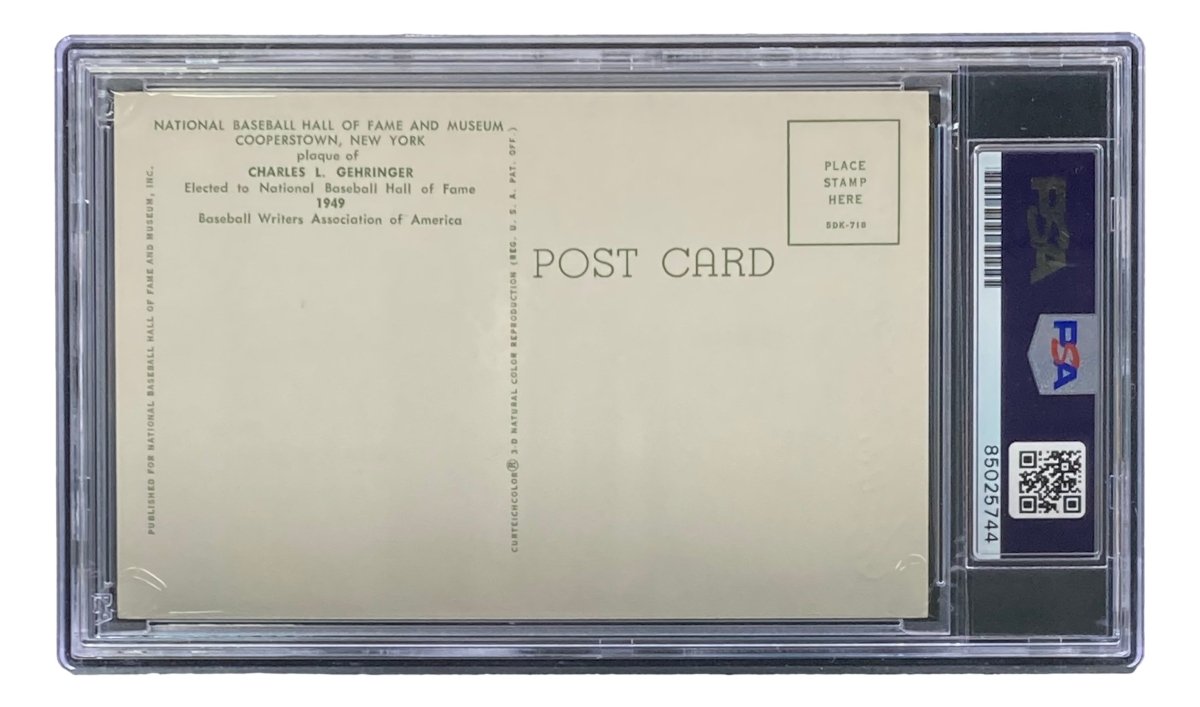 NATIONAL BASEBALL HALL OF FAME AND MUSEUM
COOPERSTOWN, NEW YORK
plaque of
CHARLES L. GEHRINGER
Elected to National Baseball Hall of Fame
1949
Baseball Writers Association of America
PUBLISHED FOR NATIONAL BASEBALL HALL OF FAME AND MUSEUM, INC.
CURTEICHCOLOR® 3-D NATURAL COLOR REPRODUCTION (REG. U. S. A. PAT. OFF.)
POST CARD
PLACE
STAMP
HERE
5DK-718
PSA
PSA
85025744